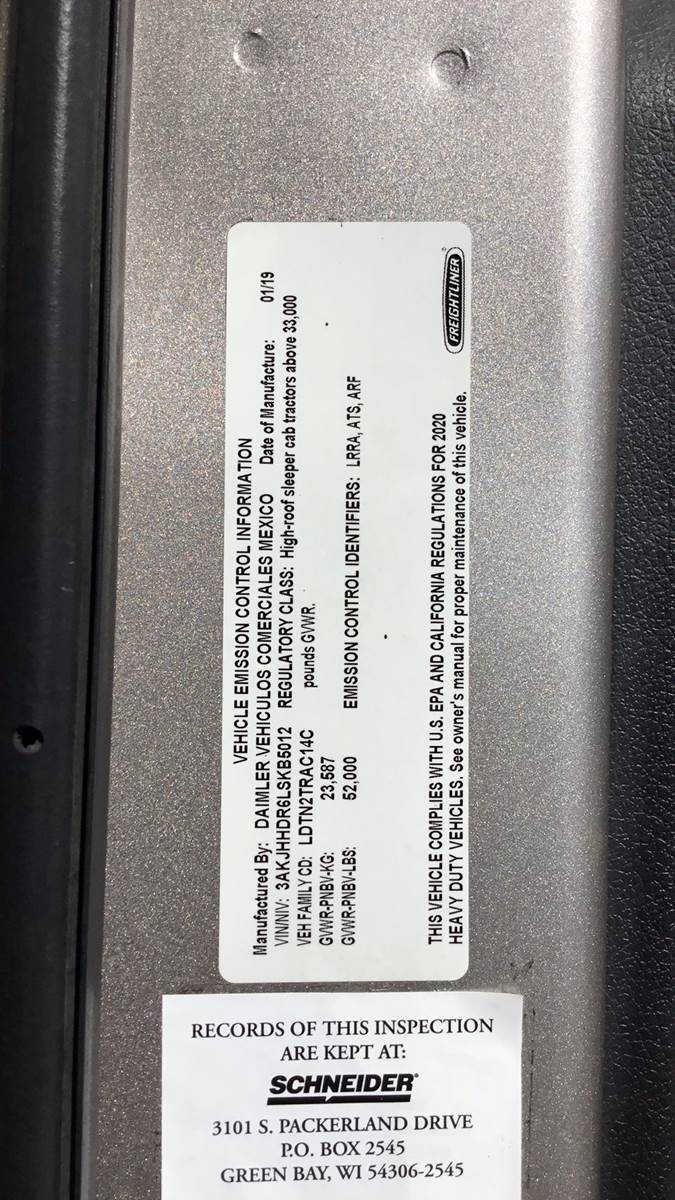 VEHICLE EMISSION CONTROL INFORMATION
Manufactured By: DAIMLER VEHICULOS COMERCIALES MEXICO Date of Manufacture: 01/19
VIN/NIV: 3AKJHHDR6LSKB5012 REGULATORY CLASS: High-roof sleeper cab tractors above 33,000
VEH FAMILY CD: LDTN2TRAC14C pounds GVWR.
GVWR-PNBV-KG: 23,587
GVWR-PNBV-LBS: 52,000 EMISSION CONTROL IDENTIFIERS: LRRA, ATS, ARF
THIS VEHICLE COMPLIES WITH U.S. EPA AND CALIFORNIA REGULATIONS FOR 2020
HEAVY DUTY VEHICLES. See owner's manual for proper maintenance of this vehicle.
FREIGHTLINER®
RECORDS OF THIS INSPECTION
ARE KEPT AT:
SCHNEIDER®
3101 S. PACKERLAND DRIVE
P.O. BOX 2545
GREEN BAY, WI 54306-2545